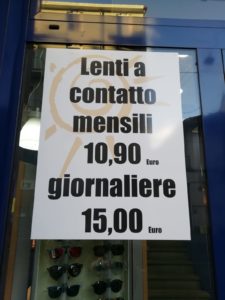 Lenti a
contatto
mensili
10,90 Euro
giornaliere
15,00 Euro